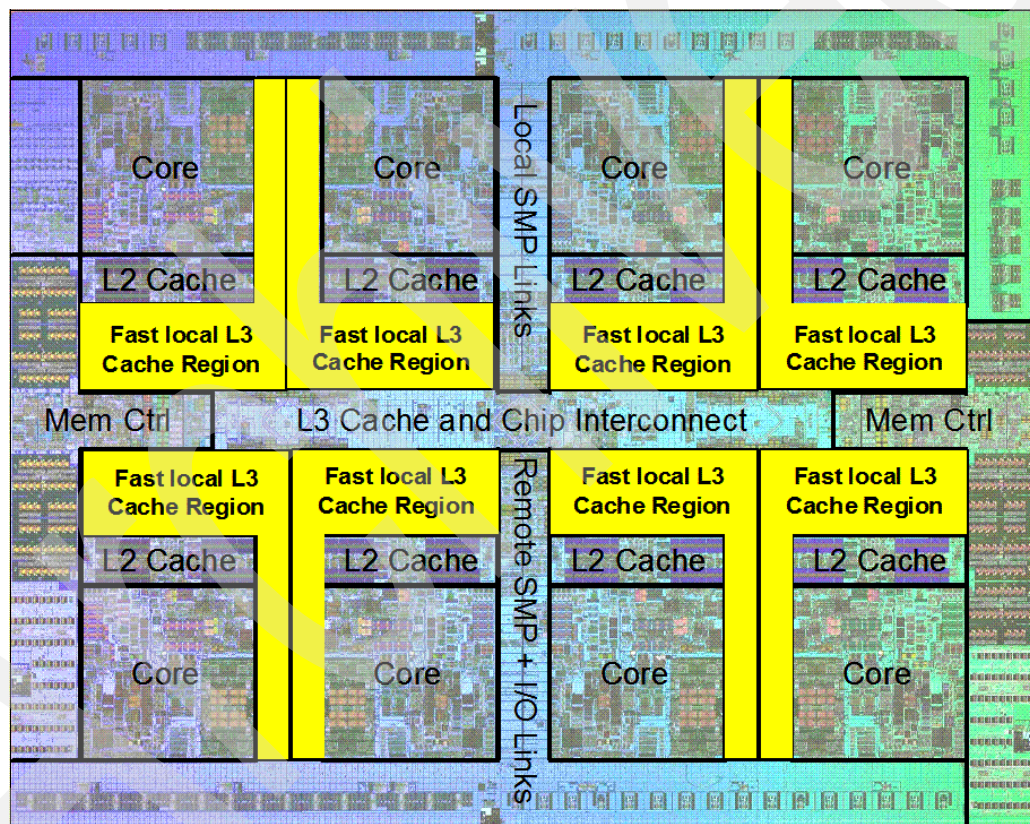 Core
Core
Core
Core
Local SMP Links
L2 Cache
L2 Cache
L2 Cache
L2 Cache
Fast local L3
Cache Region
Fast local L3
Cache Region
Fast local L3
Cache Region
Fast local L3
Cache Region
Mem Ctrl
L3 Cache and Chip Interconnect
Mem Ctrl
Fast local L3
Cache Region
Fast local L3
Cache Region
Fast local L3
Cache Region
Fast local L3
Cache Region
Remote SMP + I/O Links
L2 Cache
L2 Cache
L2 Cache
L2 Cache
Core
Core
Core
Core